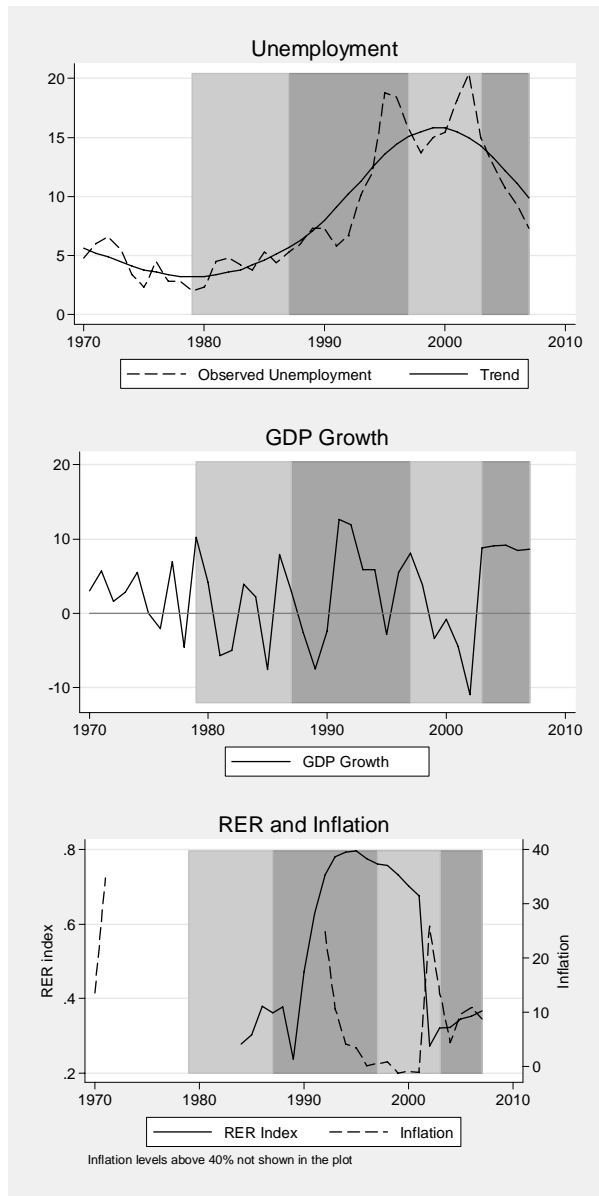 Unemployment
20
15
10
5
0
1970 1980 1990 2000 2010
Observed Unemployment Trend
GDP Growth
20
10
0
-10
1970 1980 1990 2000 2010
GDP Growth
RER and Inflation
.8
.6
.4
.2
RER index
40
30
20
10
0
Inflation
1970 1980 1990 2000 2010
RER Index Inflation
Inflation levels above 40% not shown in the plot